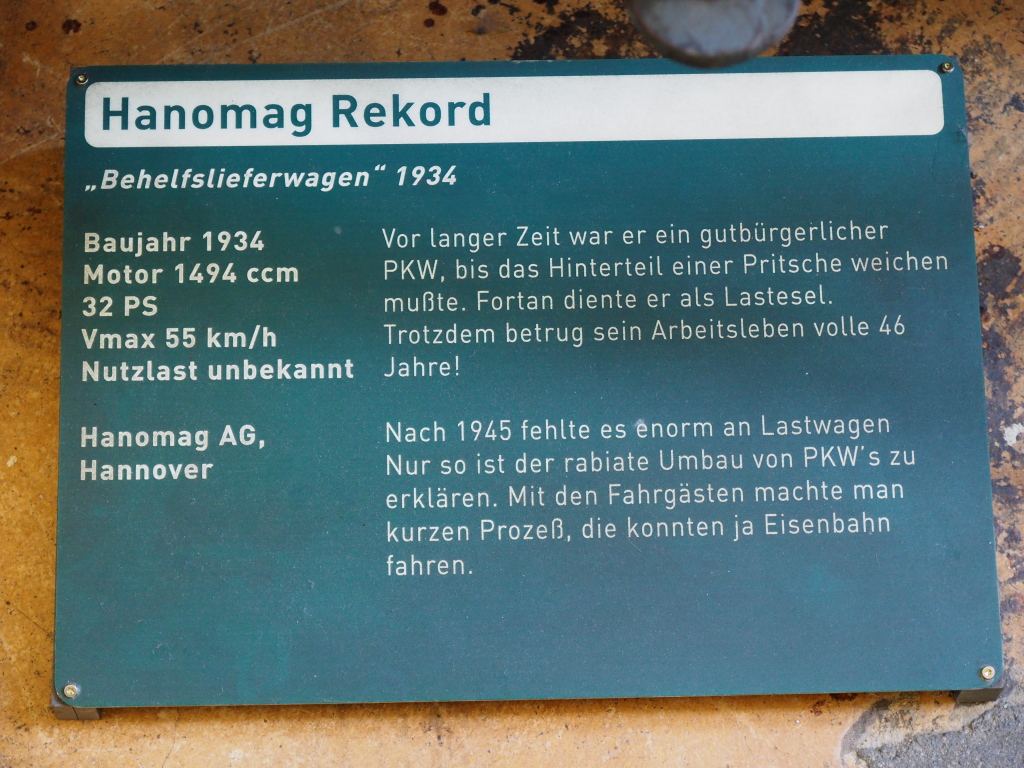 Hanomag Rekord
„Behelfslieferwagen“ 1934
Baujahr 1934
Motor 1494 ccm
32 PS
Vmax 55 km/h
Nutzlast unbekannt
Hanomag AG,
Hannover
Vor langer Zeit war er ein gutbürgerlicher
PKW, bis das Hinterteil einer Pritsche weichen
mußte. Fortan diente er als Lastesel.
Trotzdem betrug sein Arbeitsleben volle 46
Jahre!
Nach 1945 fehlte es enorm an Lastwagen
Nur so ist der rabiate Umbau von PKW's zu
erklären. Mit den Fahrgästen machte man
kurzen Prozeß, die konnten ja Eisenbahn
fahren.